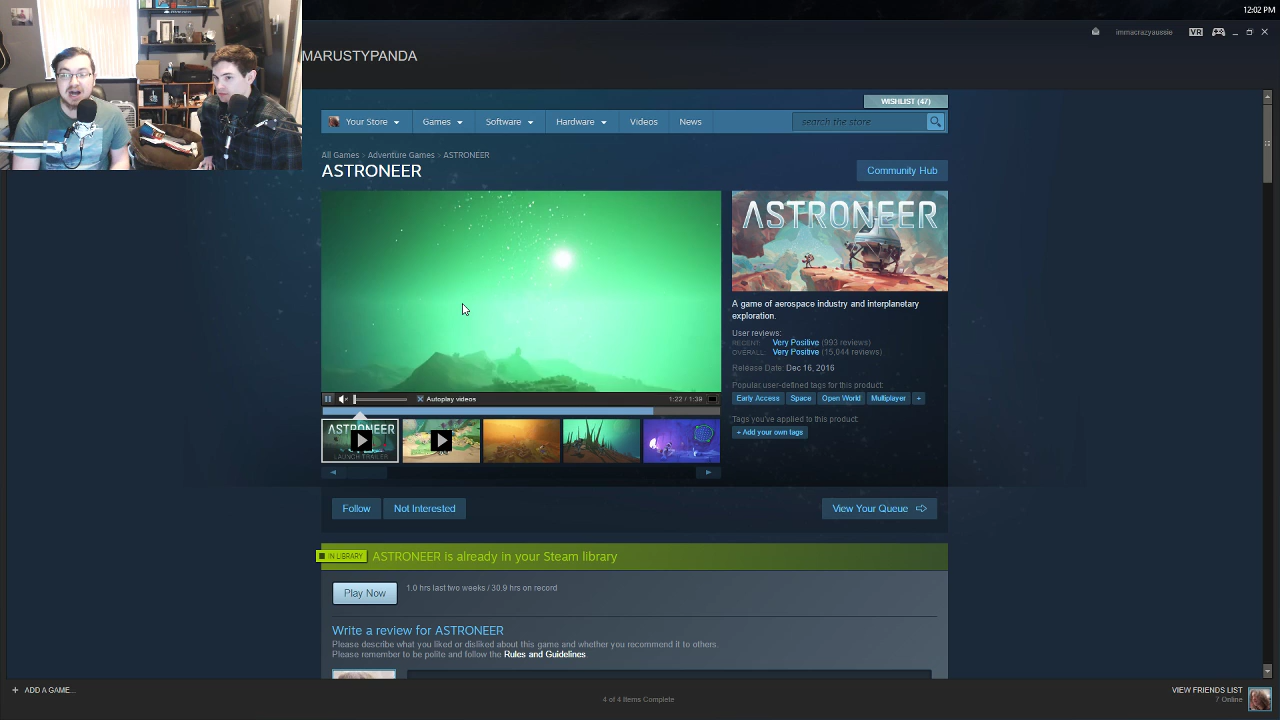 12:02 PM
immacrazyaussie
VR
MARUSTYPANDA
WISHLIST (47)
Your Store
Games
Software
Hardware
Videos
News
search the store
All Games > Adventure Games > ASTRONEER
ASTRONEER
Community Hub
ASTRONEER
A game of aerospace industry and interplanetary
exploration.
User reviews:
RECENT: Very Positive (993 reviews)
OVERALL: Very Positive (15,044 reviews)
Release Date: Dec 16, 2016
Popular user-defined tags for this product:
Early Access Space Open World Multiplayer +
Tags you've applied to this product:
+ Add your own tags
Autoplay videos
1:22 / 1:39
ASTRONEER
LAUNCH TRAILER
Follow
Not Interested
View Your Queue
IN LIBRARY
ASTRONEER is already in your Steam library
Play Now
1.0 hrs last two weeks / 30.9 hrs on record
Write a review for ASTRONEER
Please describe what you liked or disliked about this game and whether you recommend it to others.
Please remember to be polite and follow the Rules and Guidelines.
+ ADD A GAME...
4 of 4 Items Complete
VIEW FRIENDS LIST
7 Online